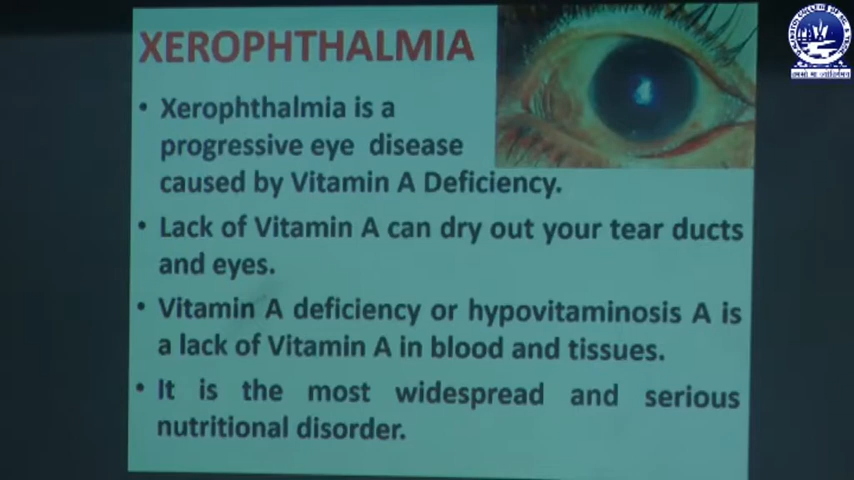 XEROPHTHALMIA
• Xerophthalmia is a
progressive eye disease
caused by Vitamin A Deficiency.
• Lack of Vitamin A can dry out your tear ducts
and eyes.
• Vitamin A deficiency or hypovitaminosis A is
a lack of Vitamin A in blood and tissues.
• It is the most widespread and serious
nutritional disorder.
तमसो मा ज्योतिर्गमय